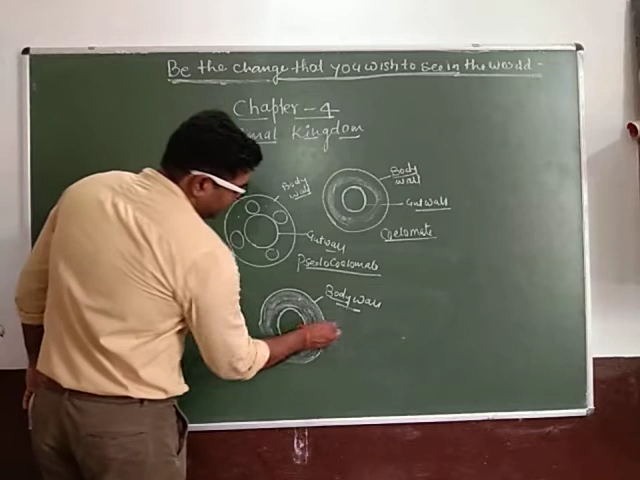 Be the change that you wish to see in the world -
Chapter - 4
imal Kingdom
Body
wall
Gut wall
Pseudocoelomate
Body
wall
Gut wall
Coelomate
Body wall